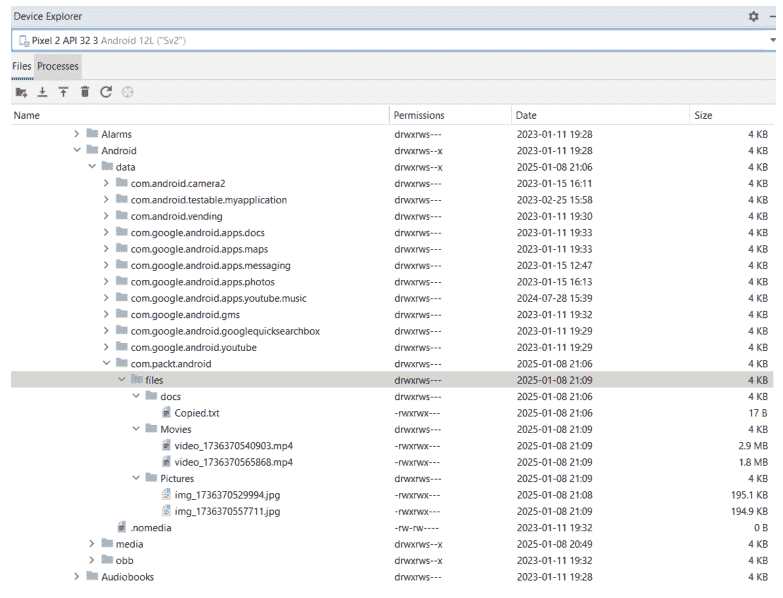 Device Explorer
Pixel 2 API 32 3 Android 12L ("Sv2")
Files Processes
Name Permissions Date Size
Alarms drwxrws--- 2023-01-11 19:28 4 KB
Android drwxrws--x 2023-01-11 19:28 4 KB
data drwxrws--x 2025-01-08 21:06 4 KB
com.android.camera2 drwxrws--- 2023-01-15 16:11 4 KB
com.android.testable.myapplication drwxrws--- 2023-02-25 15:58 4 KB
com.android.vending drwxrws--- 2023-01-11 19:30 4 KB
com.google.android.apps.docs drwxrws--- 2023-01-11 19:33 4 KB
com.google.android.apps.maps drwxrws--- 2023-01-11 19:33 4 KB
com.google.android.apps.messaging drwxrws--- 2023-01-15 12:47 4 KB
com.google.android.apps.photos drwxrws--- 2023-01-15 16:13 4 KB
com.google.android.apps.youtube.music drwxrws--- 2024-07-28 15:39 4 KB
com.google.android.gms drwxrws--- 2023-01-11 19:32 4 KB
com.google.android.googlequicksearchbox drwxrws--- 2023-01-11 19:29 4 KB
com.google.android.youtube drwxrws--- 2023-01-11 19:29 4 KB
com.packt.android drwxrws--- 2025-01-08 21:06 4 KB
files drwxrws--- 2025-01-08 21:09 4 KB
docs drwxrws--- 2025-01-08 21:06 4 KB
Copied.txt -rwxrwx--- 2025-01-08 21:06 17 B
Movies drwxrws--- 2025-01-08 21:09 4 KB
video_1736370540903.mp4 -rwxrwx--- 2025-01-08 21:09 2.9 MB
video_1736370565868.mp4 -rwxrwx--- 2025-01-08 21:09 1.8 MB
Pictures drwxrws--- 2025-01-08 21:09 4 KB
img_1736370529994.jpg -rwxrwx--- 2025-01-08 21:08 195.1 KB
img_1736370557711.jpg -rwxrwx--- 2025-01-08 21:09 194.9 KB
.nomedia -rw-rw---- 2023-01-11 19:32 0 B
media drwxrws--x 2025-01-08 20:49 4 KB
obb drwxrws--x 2023-01-11 19:32 4 KB
Audiobooks drwxrws--- 2023-01-11 19:28 4 KB